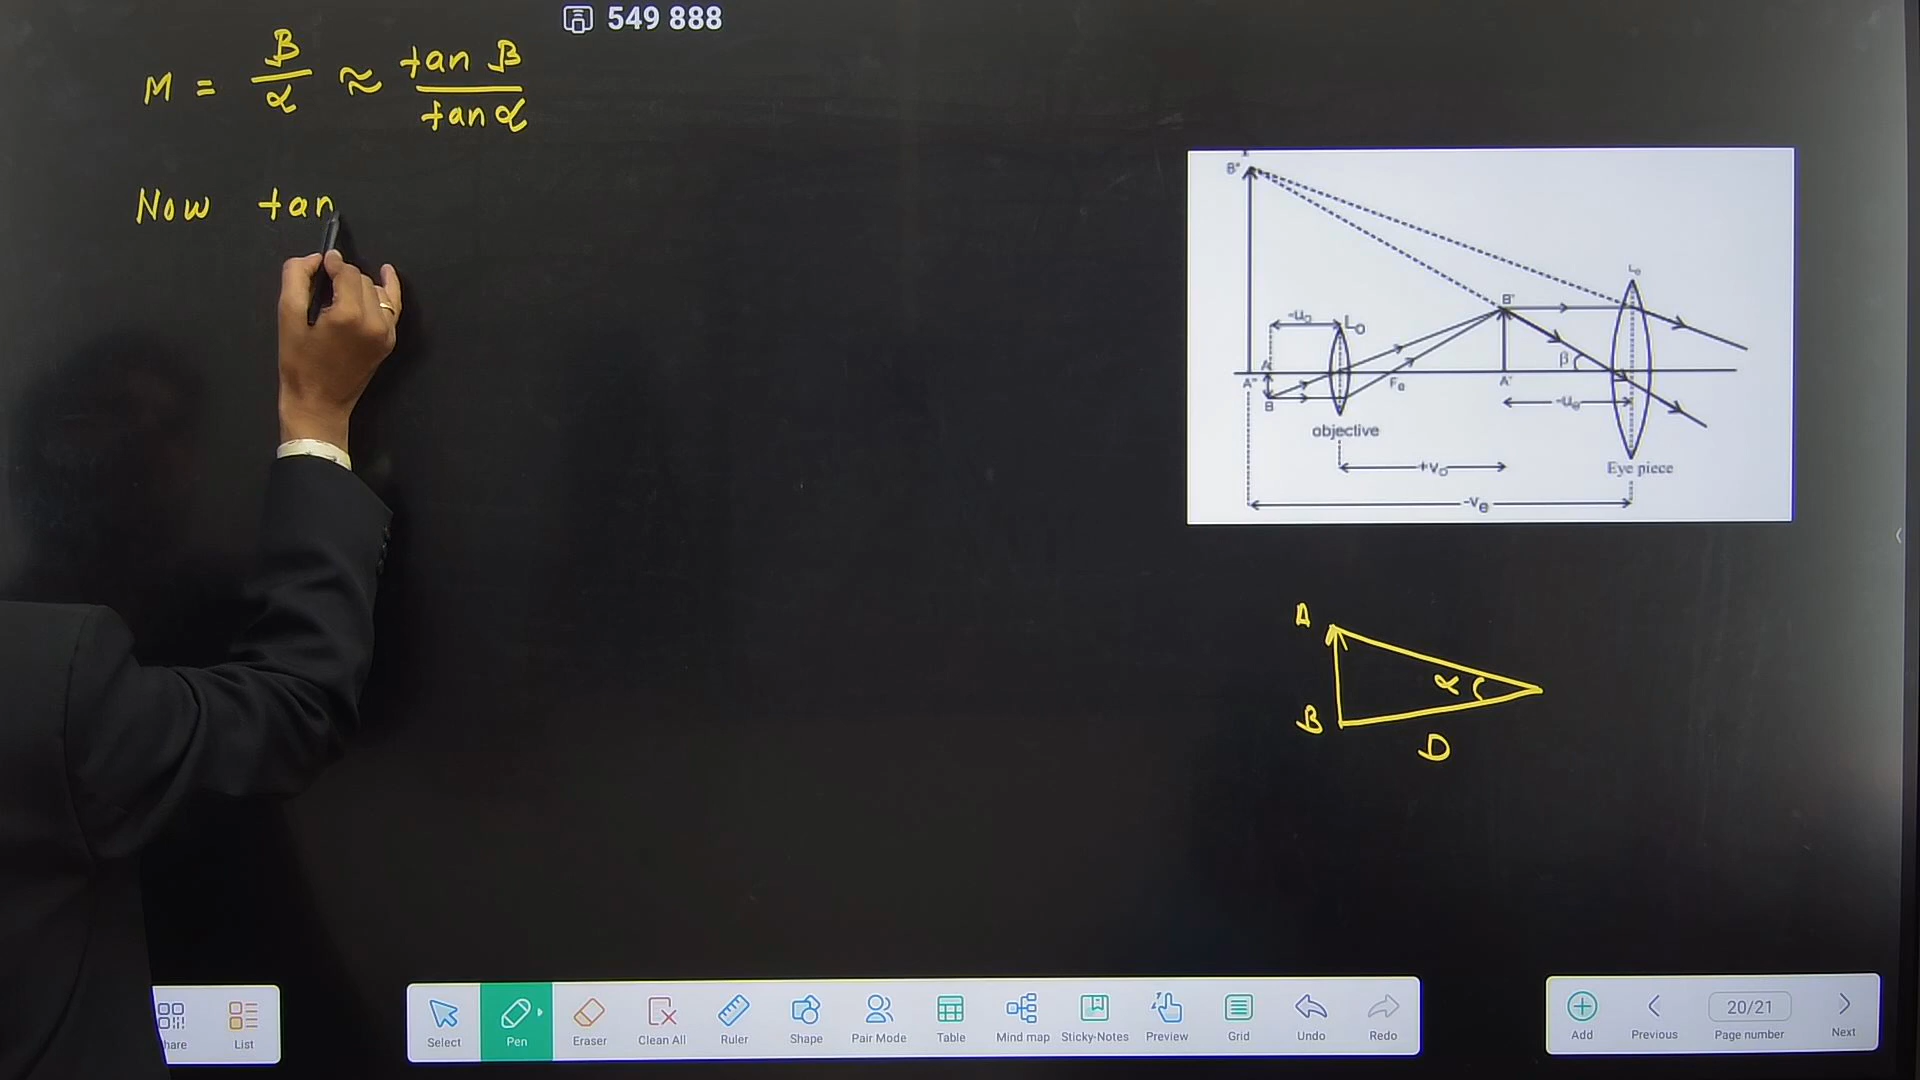 549 888
M = β/α ≈ tan β/tan α
Now tan
B"
Le
B'
-u₀
L₀
β
A
A"
Fₒ
A'
B
-uₑ
objective
+v₀
Eye piece
-vₑ
A
α
B
D
hare
List
Select
Pen
Eraser
Clean All
Ruler
Shape
Pair Mode
Table
Mind map
Sticky-Notes
Preview
Grid
Undo
Redo
Add
Previous
20/21
Page number
Next